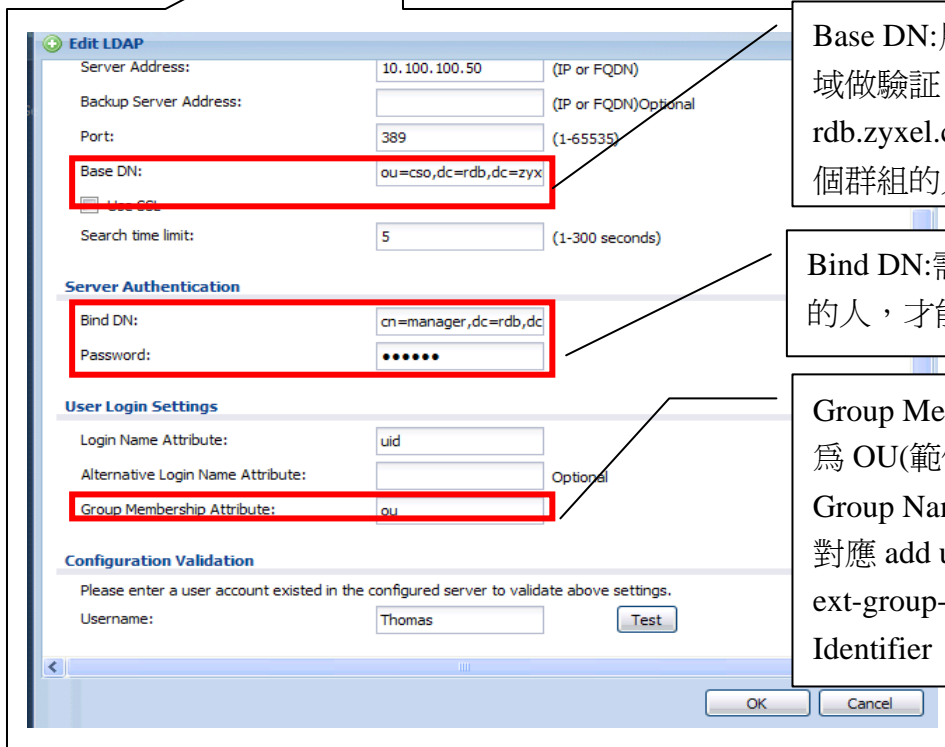 Edit LDAP
Server Address: 10.100.100.50 (IP or FQDN)
Backup Server Address: (IP or FQDN)Optional
Port: 389 (1-65535)
Base DN: ou=cso,dc=rdb,dc=zyx
Use SSL
Search time limit: 5 (1-300 seconds)
Server Authentication
Bind DN: cn=manager,dc=rdb,dc
Password: ●●●●●●
User Login Settings
Login Name Attribute: uid
Alternative Login Name Attribute: Optional
Group Membership Attribute: ou
Configuration Validation
Please enter a user account existed in the configured server to validate above settings.
Username: Thomas Test
OK Cancel
Base DN:
域做驗証
rdb.zyxel.
個群組的
Bind DN:需
的人，才能
Group Me
爲 OU(範
Group Na
對應 add u
ext-group-
Identifier